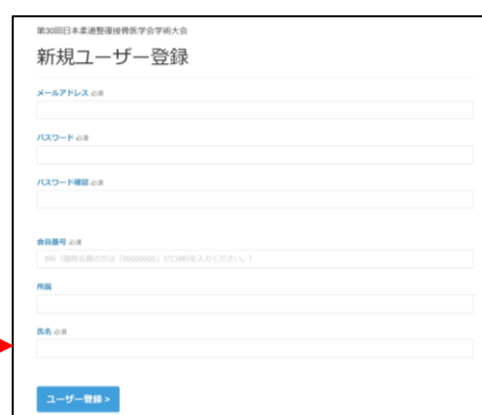 第30回日本柔道整復接骨医学会学術大会
新規ユーザー登録
メールアドレス 必須
パスワード 必須
パスワード確認 必須
会員番号 必須
8桁（臨時会員の方は「00000000」ゼロ8桁を入力ください。）
所属
氏名 必須
ユーザー登録 >